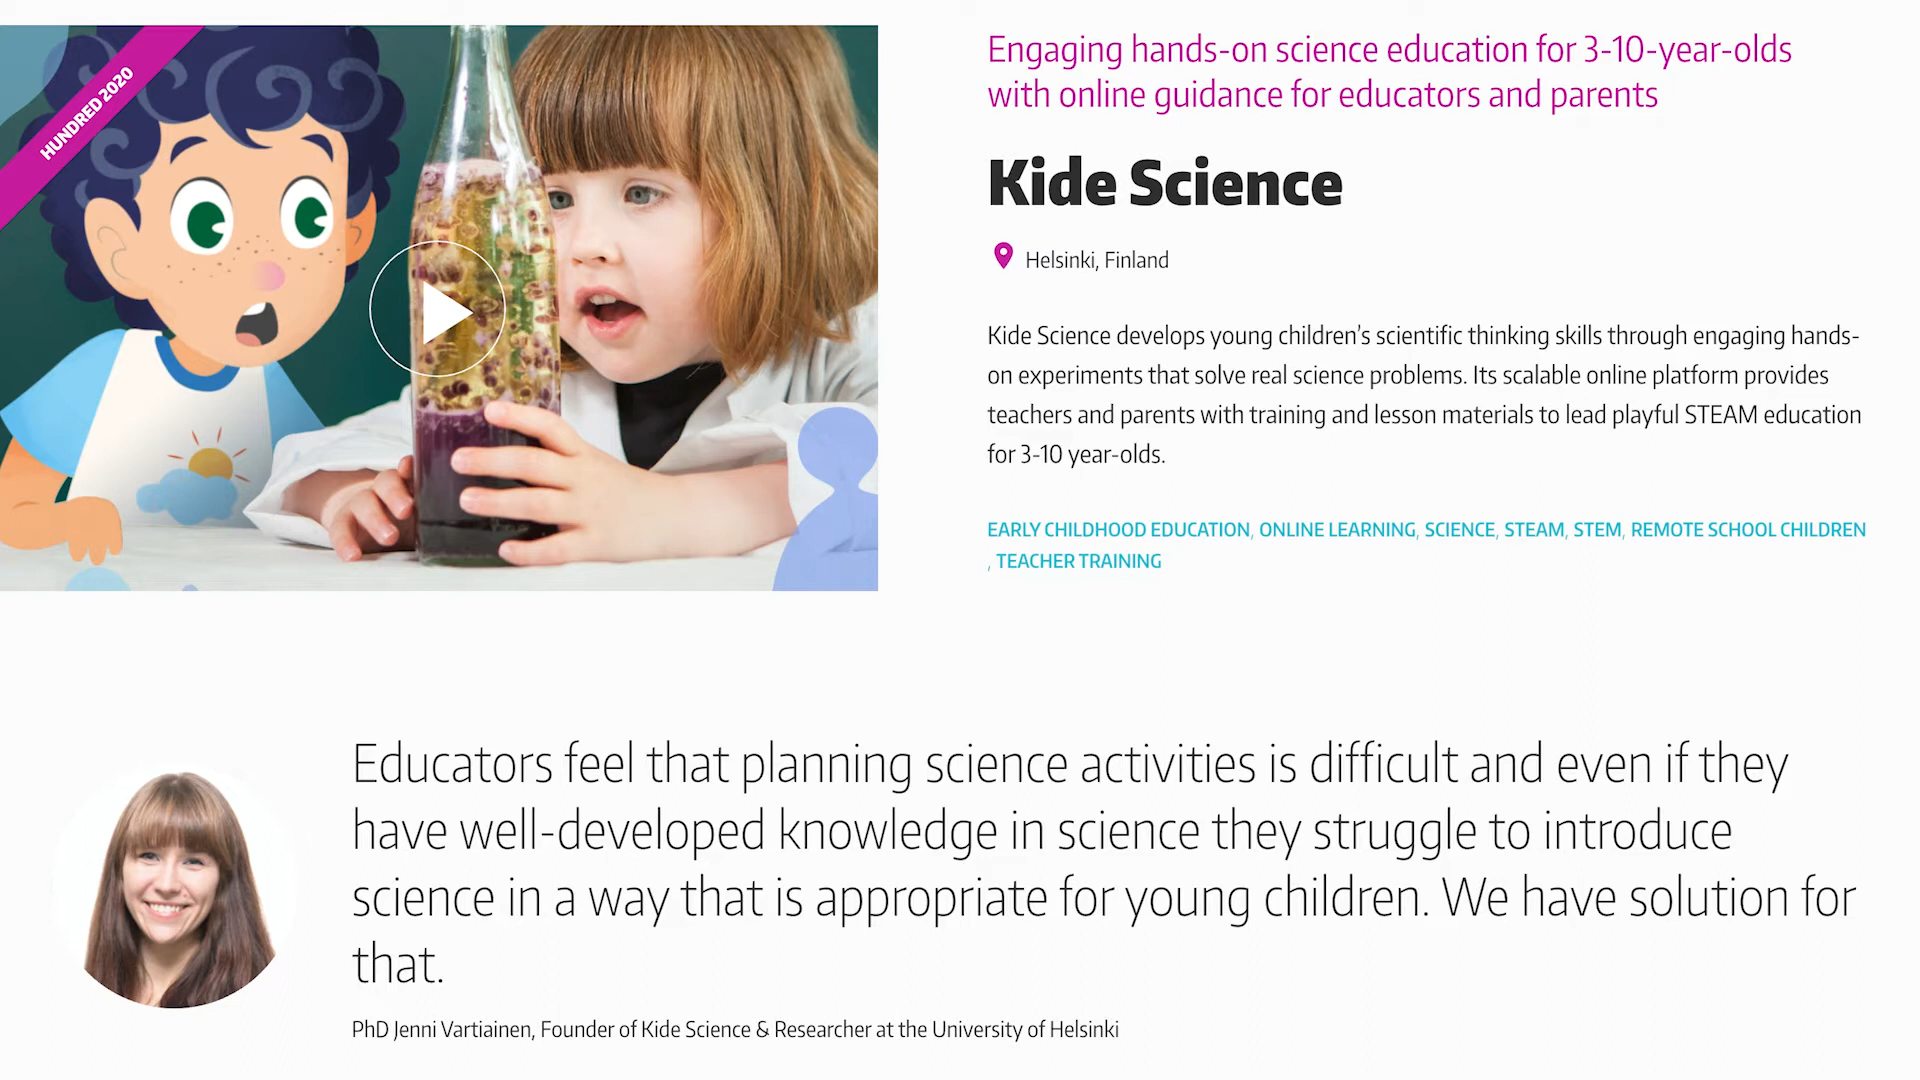 HUNDRED 2020
Engaging hands-on science education for 3-10-year-olds
with online guidance for educators and parents
Kide Science
Helsinki, Finland
Kide Science develops young children’s scientific thinking skills through engaging hands-
on experiments that solve real science problems. Its scalable online platform provides
teachers and parents with training and lesson materials to lead playful STEAM education
for 3-10 year-olds.
EARLY CHILDHOOD EDUCATION, ONLINE LEARNING, SCIENCE, STEAM, STEM, REMOTE SCHOOL CHILDREN
, TEACHER TRAINING
Educators feel that planning science activities is difficult and even if they
have well-developed knowledge in science they struggle to introduce
science in a way that is appropriate for young children. We have solution for
that.
PhD Jenni Vartiainen, Founder of Kide Science & Researcher at the University of Helsinki